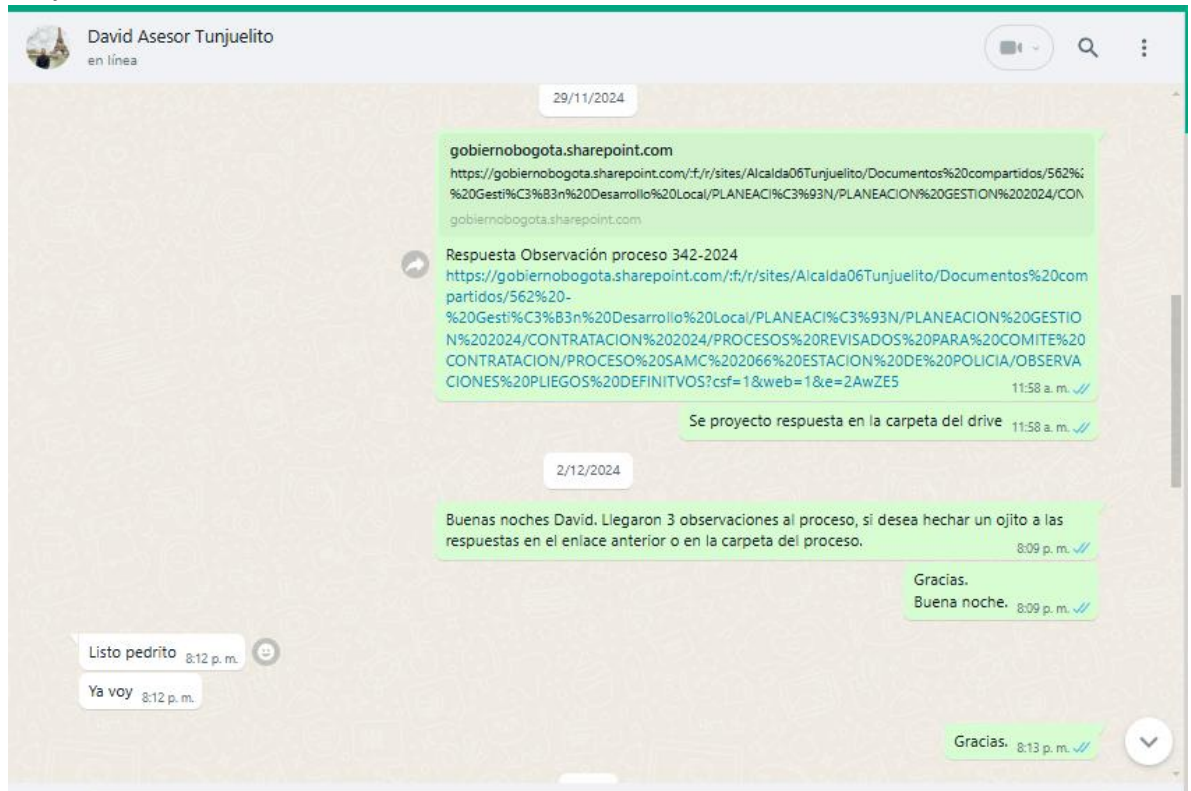 David Asesor Tunjuelito
en línea
29/11/2024
gobiernobogota.sharepoint.com
https://gobiernobogota.sharepoint.com/:f:/r/sites/Alcalda06Tunjuelito/Documentos%20compartidos/562%2
%20Gesti%C3%B3n%20Desarrollo%20Local/PLANEACI%C3%93N/PLANEACION%20GESTION%202024/CON
gobiernobogota.sharepoint.com
Respuesta Observación proceso 342-2024
https://gobiernobogota.sharepoint.com/:f:/r/sites/Alcalda06Tunjuelito/Documentos%20com
partidos/562%20-
%20Gesti%C3%B3n%20Desarrollo%20Local/PLANEACI%C3%93N/PLANEACION%20GESTIO
N%202024/CONTRATACION%202024/PROCESOS%20REVISADOS%20PARA%20COMITE%20
CONTRATACION/PROCESO%20SAMC%202066%20ESTACION%20DE%20POLICIA/OBSERVA
CIONES%20PLIEGOS%20DEFINITVOS?csf=1&web=1&e=2AwZE5
11:58 a. m.
Se proyecto respuesta en la carpeta del drive 11:58 a. m.
2/12/2024
Buenas noches David. Llegaron 3 observaciones al proceso, si desea hechar un ojito a las
respuestas en el enlace anterior o en la carpeta del proceso.
8:09 p. m.
Gracias.
Buena noche. 8:09 p. m.
Listo pedrito 8:12 p. m.
Ya voy 8:12 p. m.
Gracias. 8:13 p. m.